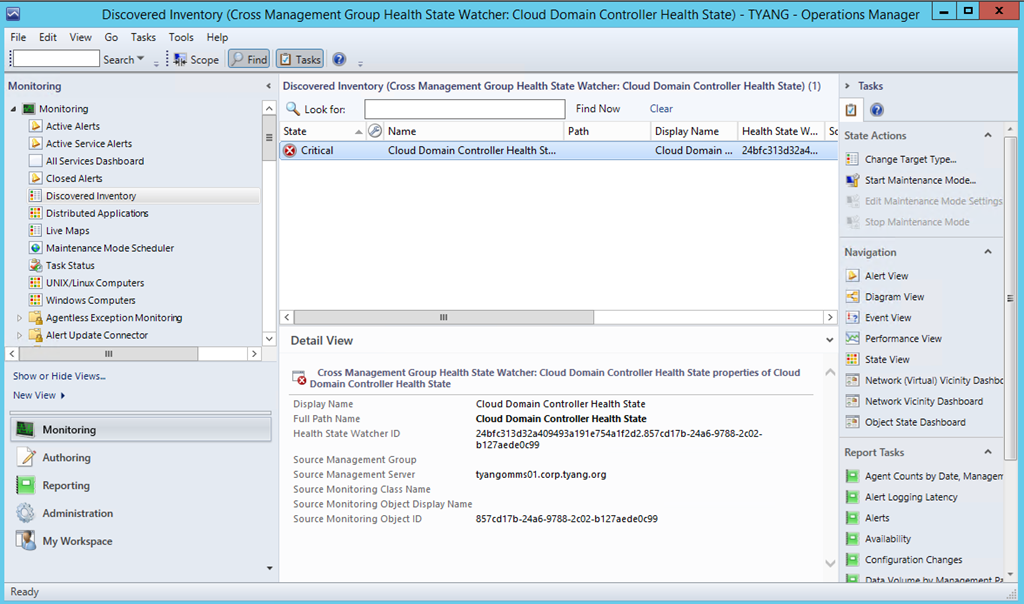 Discovered Inventory (Cross Management Group Health State Watcher: Cloud Domain Controller Health State) - TYANG - Operations Manager
File Edit View Go Tasks Tools Help
Search Scope Find Tasks
Monitoring
Monitoring
Active Alerts
Active Service Alerts
All Services Dashboard
Closed Alerts
Discovered Inventory
Distributed Applications
Live Maps
Maintenance Mode Scheduler
Task Status
UNIX/Linux Computers
Windows Computers
Agentless Exception Monitoring
Alert Update Connector
Show or Hide Views...
New View
Monitoring
Authoring
Reporting
Administration
My Workspace
Discovered Inventory (Cross Management Group Health State Watcher: Cloud Domain Controller Health State) (1)
Look for: Find Now Clear
State Name Path Display Name Health State W... Sc
Critical Cloud Domain Controller Health St... Cloud Domain ... 24bfc313d32a4...
Detail View
Cross Management Group Health State Watcher: Cloud Domain Controller Health State properties of Cloud
Domain Controller Health State
Display Name Cloud Domain Controller Health State
Full Path Name Cloud Domain Controller Health State
Health State Watcher ID 24bfc313d32a409493a191e754a1f2d2.857cd17b-24a6-9788-2c02-
b127aede0c99
Source Management Group
Source Management Server tyangomms01.corp.tyang.org
Source Monitoring Class Name
Source Monitoring Object Display Name
Source Monitoring Object ID 857cd17b-24a6-9788-2c02-b127aede0c99
Tasks
State Actions
Change Target Type...
Start Maintenance Mode...
Edit Maintenance Mode Settings
Stop Maintenance Mode
Navigation
Alert View
Diagram View
Event View
Performance View
State View
Network (Virtual) Vicinity Dashbo
Network Vicinity Dashboard
Object State Dashboard
Report Tasks
Agent Counts by Date, Managem
Alert Logging Latency
Alerts
Availability
Configuration Changes
Data Volume by Management Pa
Ready